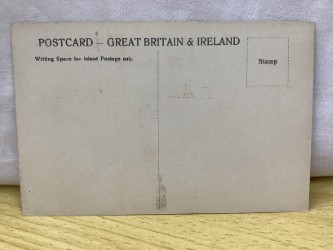 POSTCARD – GREAT BRITAIN & IRELAND
Writing Space for Inland Postage only.
Stamp